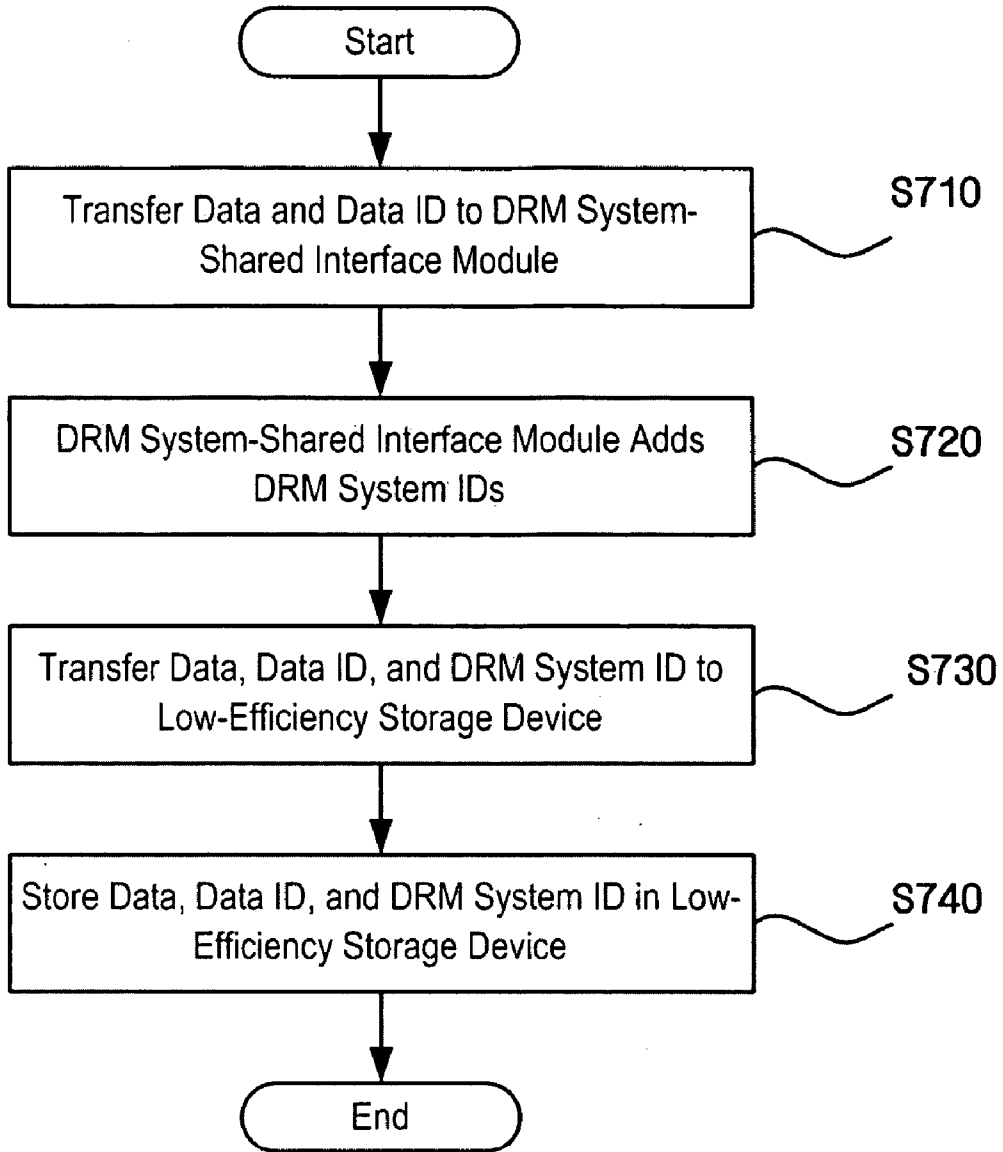 Start
Transfer Data and Data ID to DRM System-
Shared Interface Module
S710
DRM System-Shared Interface Module Adds
DRM System IDs
S720
Transfer Data, Data ID, and DRM System ID to
Low-Efficiency Storage Device
S730
Store Data, Data ID, and DRM System ID in Low-
Efficiency Storage Device
S740
End